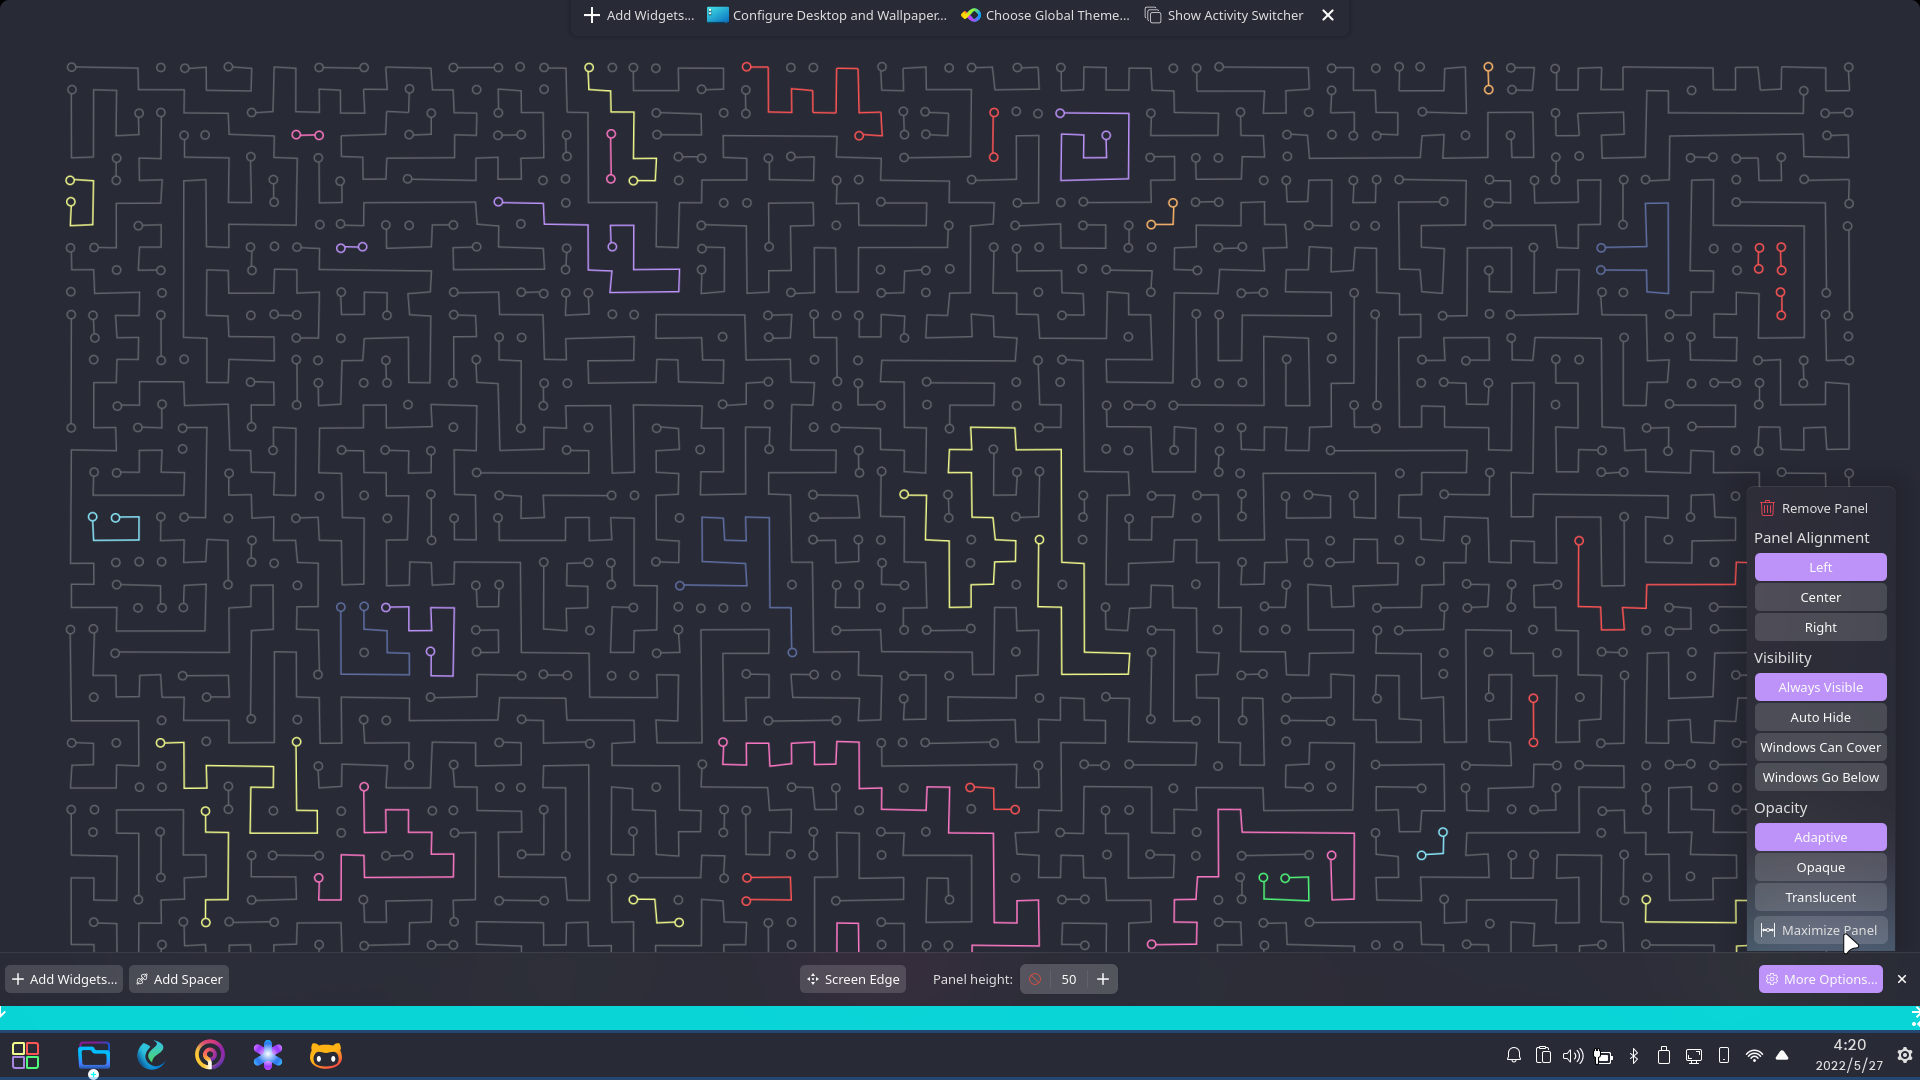 Add Widgets... Configure Desktop and Wallpaper... Choose Global Theme... Show Activity Switcher
Remove Panel
Panel Alignment
Left
Center
Right
Visibility
Always Visible
Auto Hide
Windows Can Cover
Windows Go Below
Opacity
Adaptive
Opaque
Translucent
Maximize Panel
Add Widgets... Add Spacer Screen Edge Panel height: 50 More Options...
4:20
2022/5/27